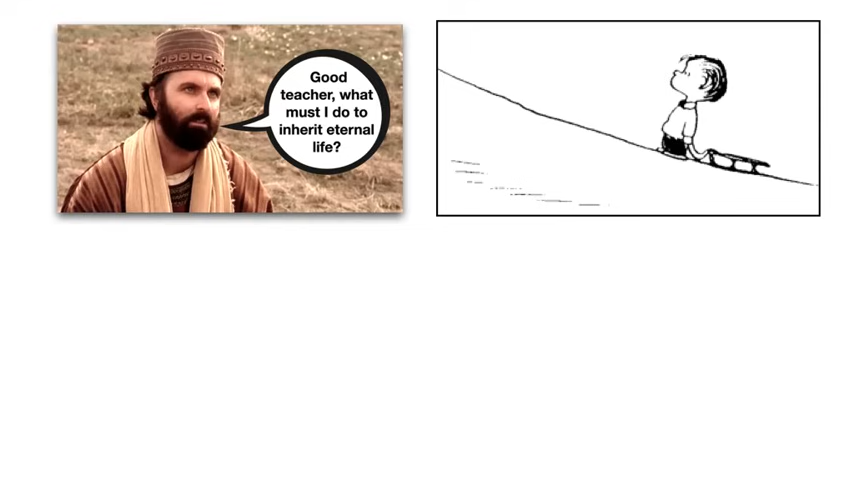 Good
teacher, what
must I do to
inherit eternal
life?